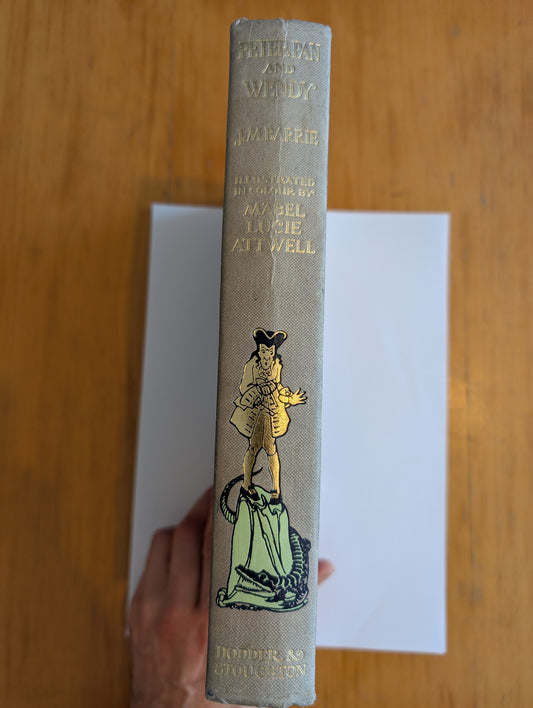 PETER PAN
AND
WENDY
J.M.BARRIE
ILLUSTRATED
IN COLOUR BY
MABEL
LUCIE
ATTWELL
HODDER &
STOUGHTON